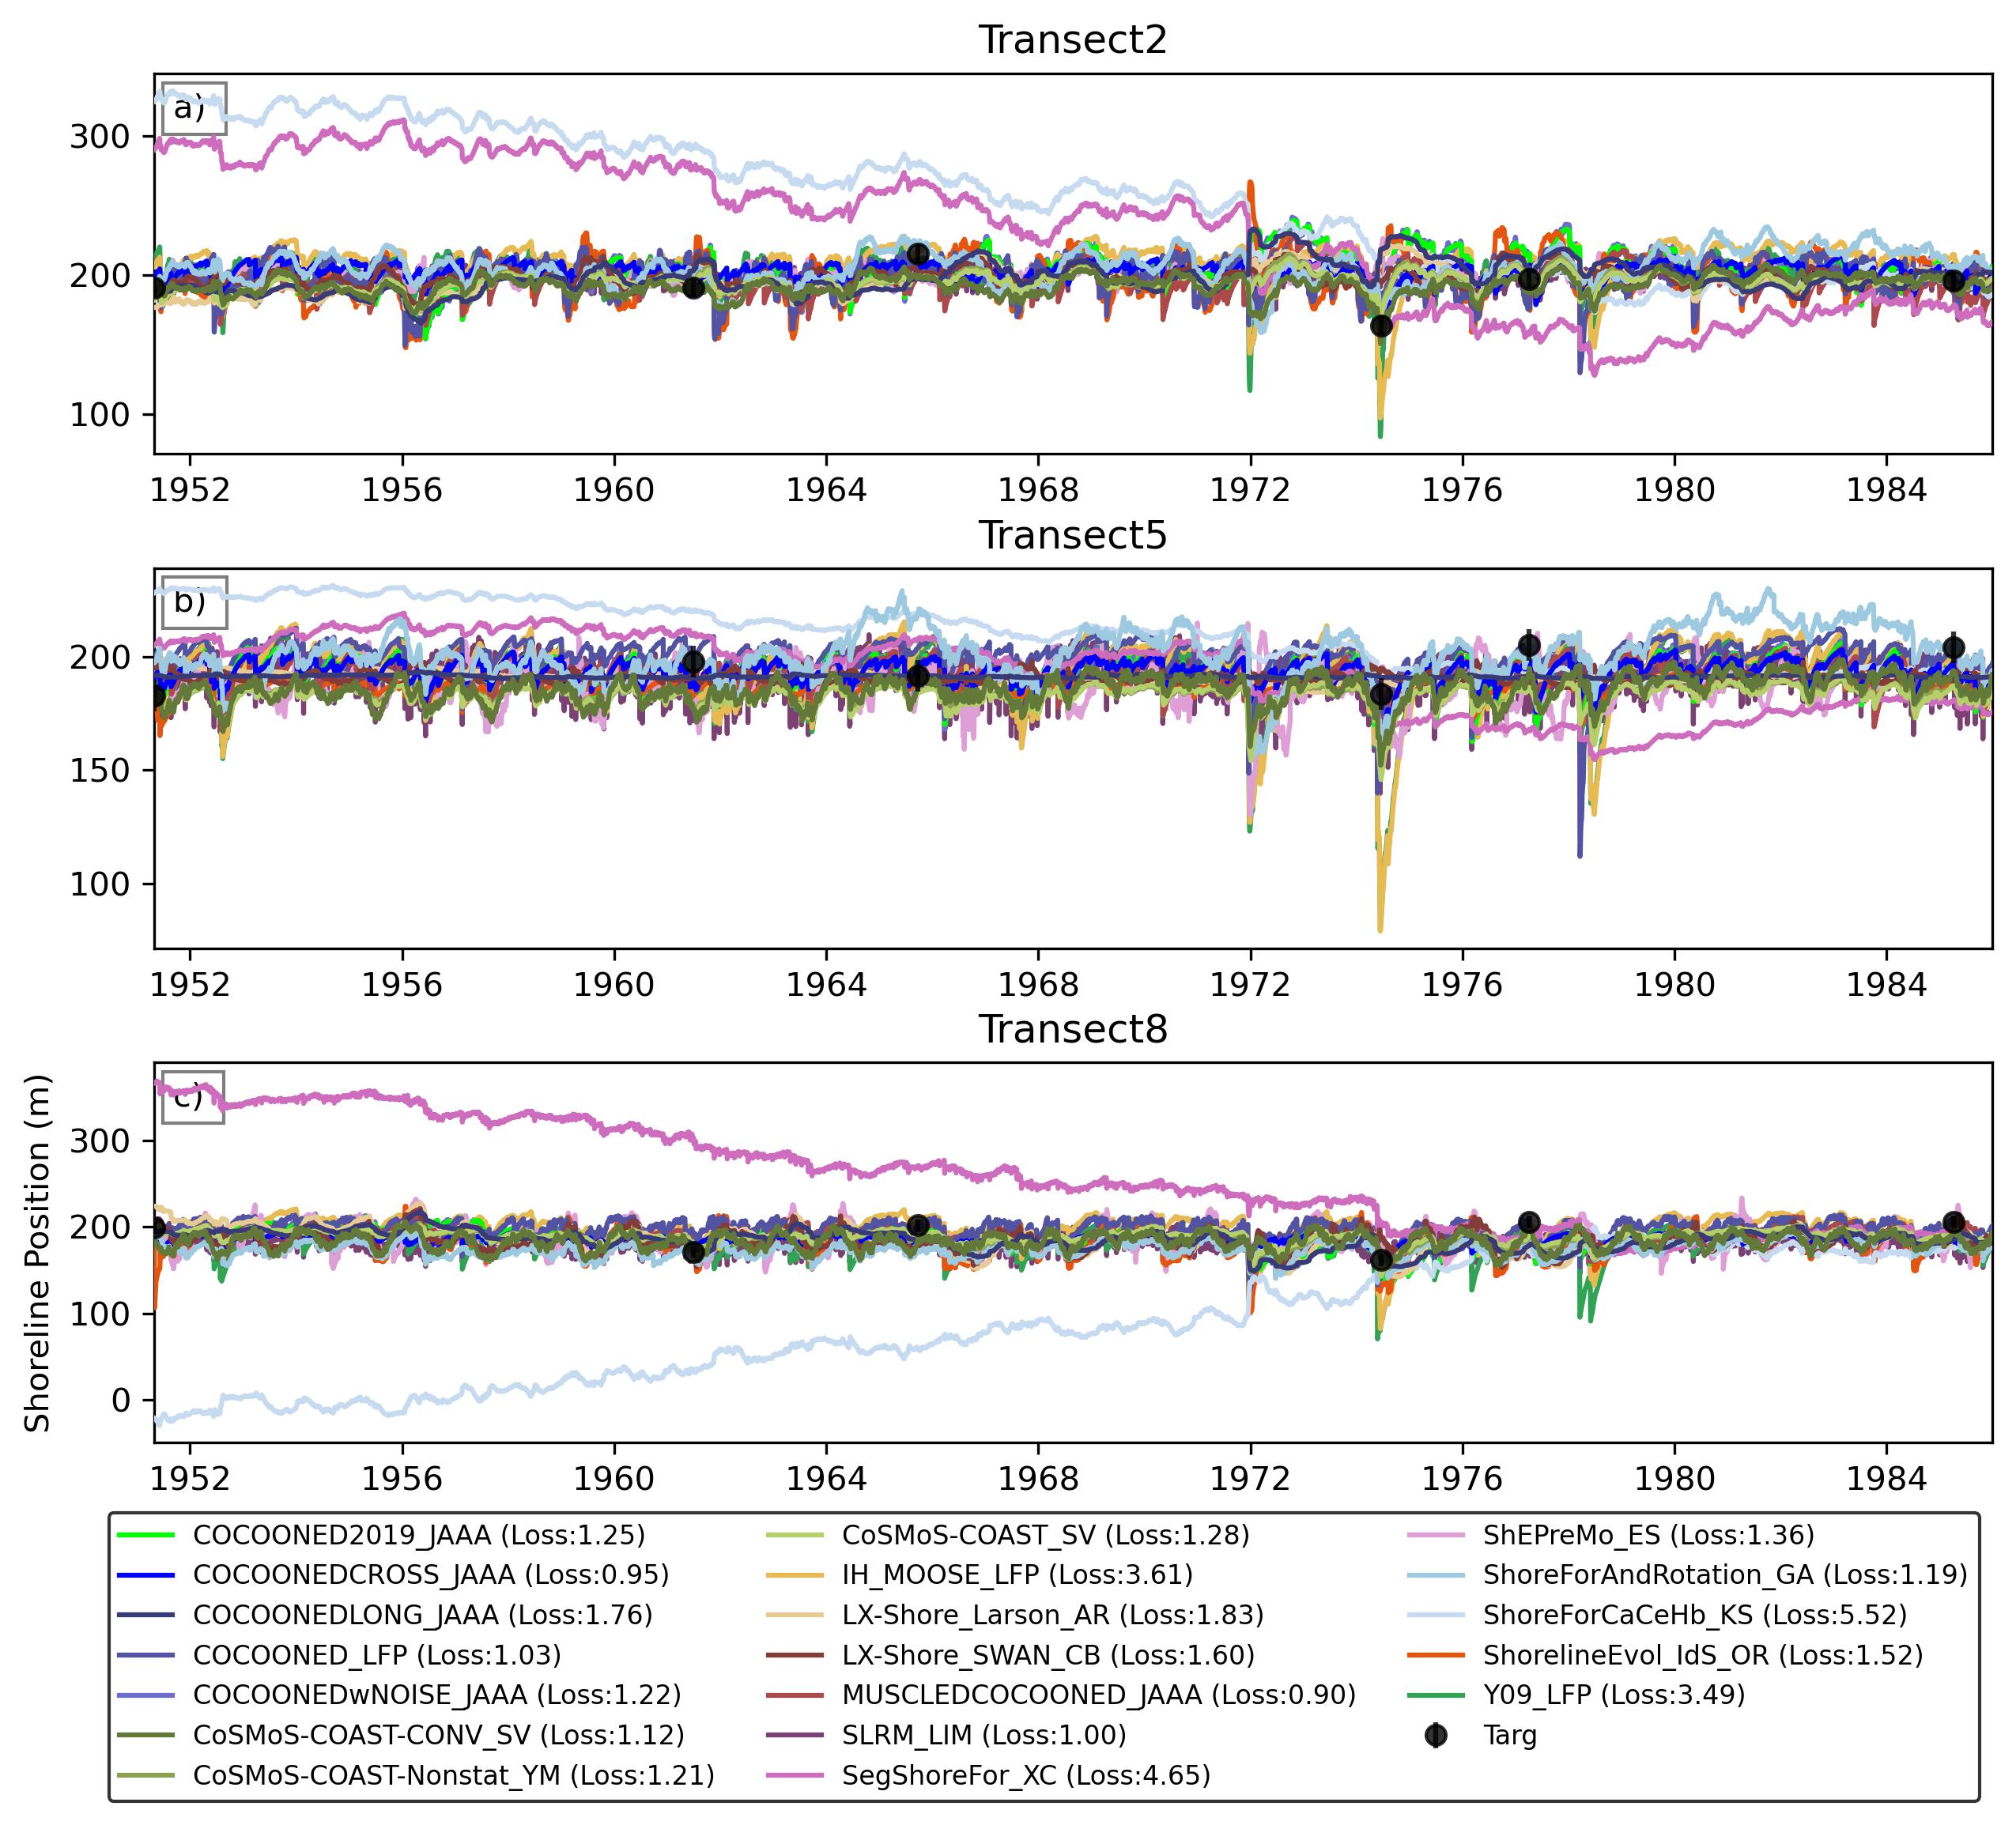 Transect2
a)
300
200
100
1952 1956 1960 1964 1968 1972 1976 1980 1984
Transect5
b)
200
150
100
1952 1956 1960 1964 1968 1972 1976 1980 1984
Transect8
c)
Shoreline Position (m)
300
200
100
0
1952 1956 1960 1964 1968 1972 1976 1980 1984
COCOONED2019_JAAA (Loss:1.25)
COCOONEDCROSS_JAAA (Loss:0.95)
COCOONEDLONG_JAAA (Loss:1.76)
COCOONED_LFP (Loss:1.03)
COCOONEDwNOISE_JAAA (Loss:1.22)
CoSMoS-COAST-CONV_SV (Loss:1.12)
CoSMoS-COAST-Nonstat_YM (Loss:1.21)
CoSMoS-COAST_SV (Loss:1.28)
IH_MOOSE_LFP (Loss:3.61)
LX-Shore_Larson_AR (Loss:1.83)
LX-Shore_SWAN_CB (Loss:1.60)
MUSCLEDCOCOONED_JAAA (Loss:0.90)
SLRM_LIM (Loss:1.00)
SegShoreFor_XC (Loss:4.65)
ShEPreMo_ES (Loss:1.36)
ShoreForAndRotation_GA (Loss:1.19)
ShoreForCaCeHb_KS (Loss:5.52)
ShorelineEvol_IdS_OR (Loss:1.52)
Y09_LFP (Loss:3.49)
Targ